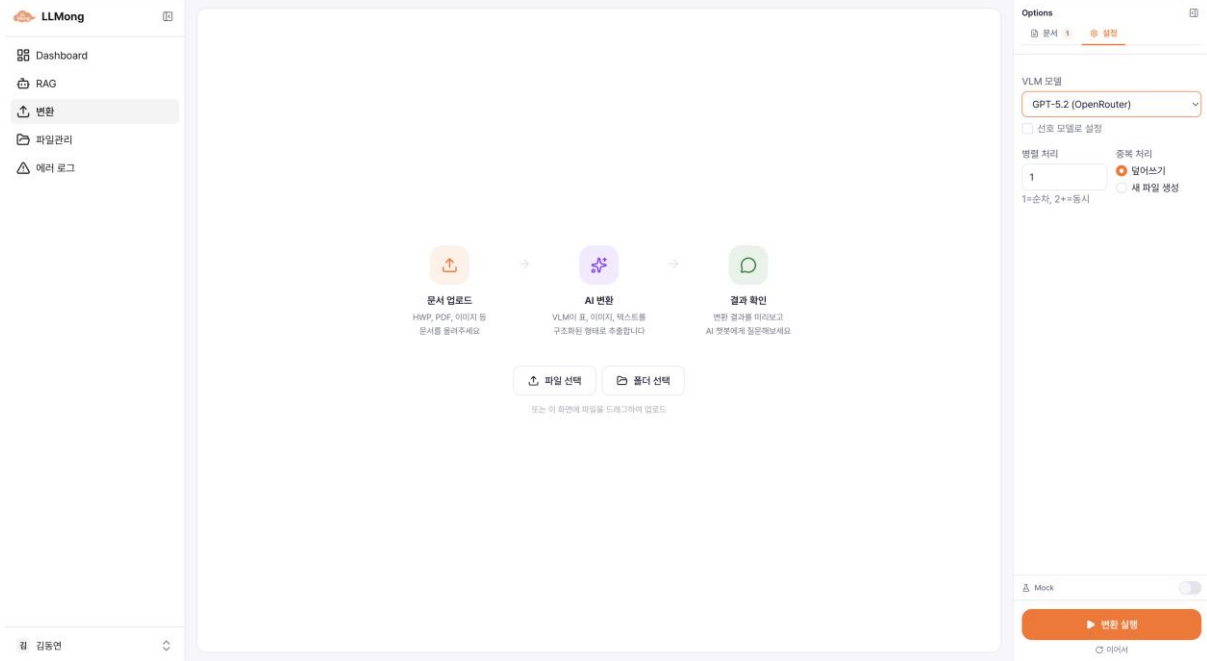 LLMong
Dashboard
RAG
변환
파일관리
에러 로그
김 김동연
문서 업로드
HWP, PDF, 이미지 등
문서를 올려주세요
AI 변환
VLM이 표, 이미지, 텍스트를
구조화된 형태로 추출합니다
결과 확인
변환 결과를 미리보고
AI 챗봇에게 질문해보세요
파일 선택
폴더 선택
또는 이 화면에 파일을 드래그하여 업로드
Options
문서 1
설정
VLM 모델
GPT-5.2 (OpenRouter)
선호 모델로 설정
병렬 처리
1
1=순차, 2+=동시
중복 처리
덮어쓰기
새 파일 생성
Mock
변환 실행
이어서